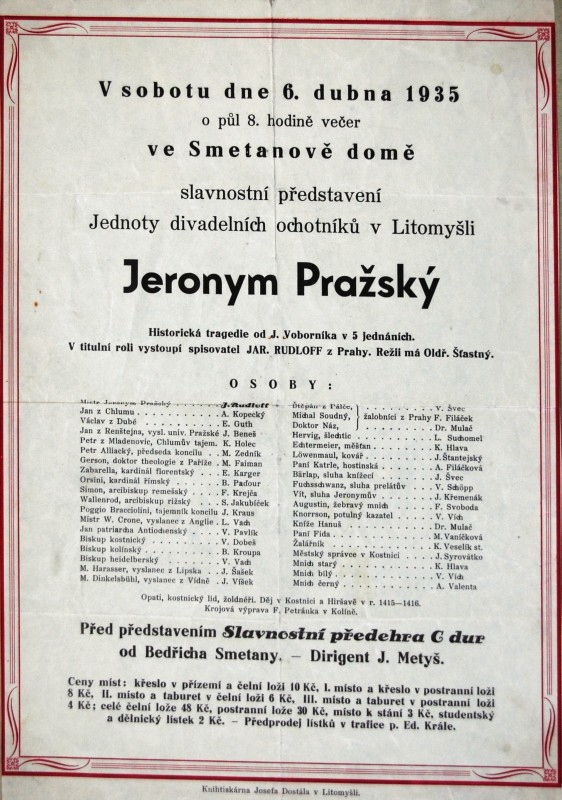 V sobotu dne 6. dubna 1935
o půl 8. hodině večer
ve Smetanově domě
slavnostní představení
Jednoty divadelních ochotníků v Litomyšli
Jeronym Pražský
Historická tragedie od J. Voborníka v 5 jednáních.
V titulní roli vystoupí spisovatel JAR. RUDLOFF z Prahy. Režii má Oldř. Šťastný.
OSOBY:
Mistr Jeronym Pražský . . . . . J. Rudloff
Jan z Chlumu . . . . . A. Kopecký
Václav z Dubé . . . . . E. Guth
Jan z Renštejna, vysl. univ. Pražské J. Beneš
Petr z Mladenovic, Chlumův tajem. K. Holec
Petr Alliacký, předseda koncilu . . M. Zedník
Gerson, doktor theologie z Paříže . M. Faiman
Zabarella, kardinál florentský . . . E. Karger
Orsini, kardinál římský . . . . . B. Paďour
Simon, arcibiskup remešský . . . . F. Krejča
Wallenrod, arcibiskup rižský . . . S. Jakubíček
Poggio Bracciolini, tajemník koncilu J. Kraus
Mistr W. Crone, vyslanec z Anglie . L. Vach
Jan patriarcha Antiochenský . . . V. Pavlík
Biskup kostnický . . . . . V. Dobeš
Biskup kolínský . . . . . B. Kroupa
Biskup heidelberský . . . . . V. Vach
M. Harasser, vyslanec z Lipska . . J. Šašek
M. Dinkelsbühl, vyslanec z Vídně . J. Víšek
Štěpán z Pálče, . . . . . V. Švec
Michal Soudný, žalobníci z Prahy F. Filáček
Doktor Náz, . . . . . Dr. Mulač
Hervig, šlechtic . . . . . L. Suchomel
Echtermeier, měšťan . . . . . K. Hlava
Löwenmaul, kovář . . . . . J. Štantejský
Paní Katrle, hostinská . . . . . A. Filáčková
Bärlap, sluha knížecí . . . . . J. Švec
Fuchsschwanz, sluha prelátův . . . V. Schöpp
Vít, sluha Jeronymův . . . . . J. Křemenák
Augustin, žebravý mnich . . . . . F. Svoboda
Knorrson, potulný kazatel . . . . V. Vích
Kníže Hanuš . . . . . Dr. Mulač
Paní Fida . . . . . M. Vaníčková
Žalářník . . . . . K. Veselík st.
Městský správce v Kostnici . . . . J. Syrovátko
Mnich starý . . . . . K. Hlava
Mnich bílý . . . . . V. Vích
Mnich černý . . . . . A. Valenta
Opati, kostnický lid, žoldnéři. Děj v Kostnici a Hiršavě v r. 1415—1416.
Krojová výprava F. Petránka v Kolíně.
Před představením Slavnostní předehra C dur
od Bedřicha Smetany. – Dirigent J. Metyš.
Ceny míst: křeslo v přízemí a čelní loži 10 Kč, I. místo a křeslo v postranní loži
8 Kč, II. místo a taburet v čelní loži 6 Kč, III. místo a taburet v postranní loži
4 Kč; celé čelní lože 48 Kč, postranní lože 30 Kč, místo k stání 3 Kč, studentský
a dělnický lístek 2 Kč. – Předprodej lístků v trafice p. Ed. Krále.
Knihtiskárna Josefa Dostála v Litomyšli.